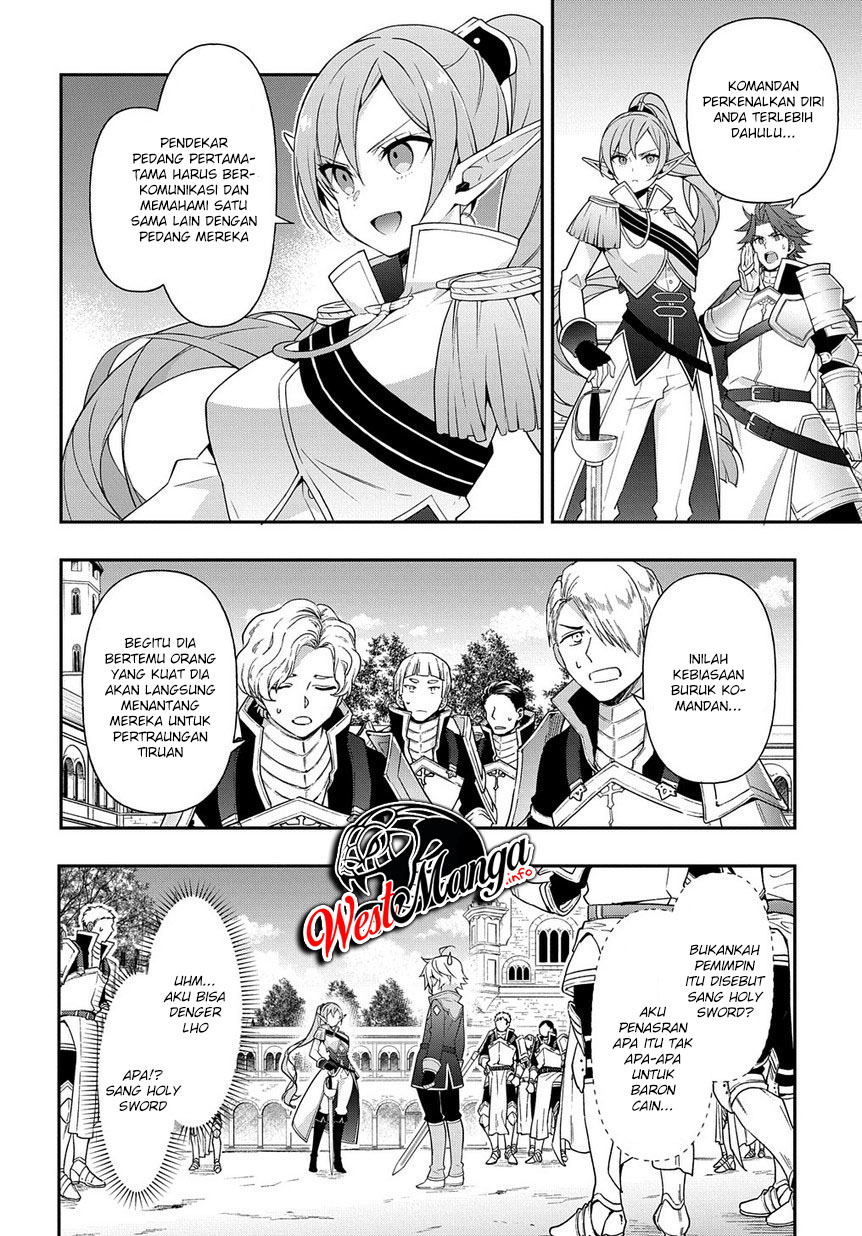 KOMANDAN
PERKENALKAN DIRI
ANDA TERLEBIH
DAHULU...
PENDEKAR
PEDANG PERTAMA-
TAMA HARUS BER-
KOMUNIKASI DAN
MEMAHAMI SATU
SAMA LAIN DENGAN
PEDANG MEREKA
INILAH
KEBIASAAN
BURUK KO-
MANDAN...
BEGITU DIA
BERTEMU ORANG
YANG KUAT DIA
AKAN LANGSUNG
MENANTANG
MEREKA UNTUK
PERTRAUNGAN
TIRUAN
WestManga
.info
BUKANKAH
PEMIMPIN
ITU DISEBUT
SANG HOLY
SWORD?
AKU
PENASRAN
APA ITU TAK
APA-APA
UNTUK
BARON
CAIN...
UHM...
AKU BISA
DENGER
LHO
APA!?
SANG HOLY
SWORD